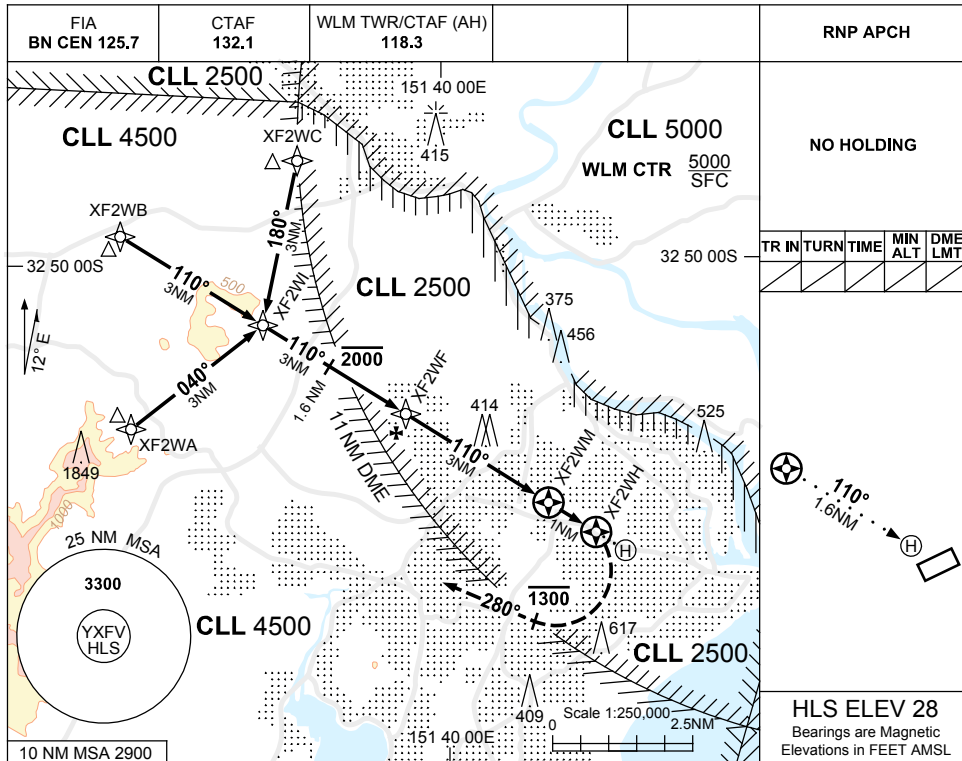 FIA
BN CEN 125.7
CTAF
132.1
WLM TWR/CTAF (AH)
118.3
RNP APCH
CLL 2500
151 40 00E
CLL 4500
XF2WC
415
CLL 5000
WLM CTR 5000
SFC
NO HOLDING
XF2WB
180°
3NM
TR IN
TURN
TIME
MIN
ALT
DME
LMT
32 50 00S
32 50 00S
110°
3NM
500
XF2WI
CLL 2500
375
456
12° E
040°
3NM
110°
3NM
2000
1.6 NM
XF2WF
XF2WA
1849
1000
11 NM DME
414
110°
3NM
XF2WM
XF2WH
1NM
525
H
110°
1.6NM
H
25 NM MSA
3300
YXFV
HLS
CLL 4500
280°
1300
617
CLL 2500
409
Scale 1:250,000
0
2.5NM
151 40 00E
10 NM MSA 2900
HLS ELEV 28
Bearings are Magnetic
Elevations in FEET AMSL